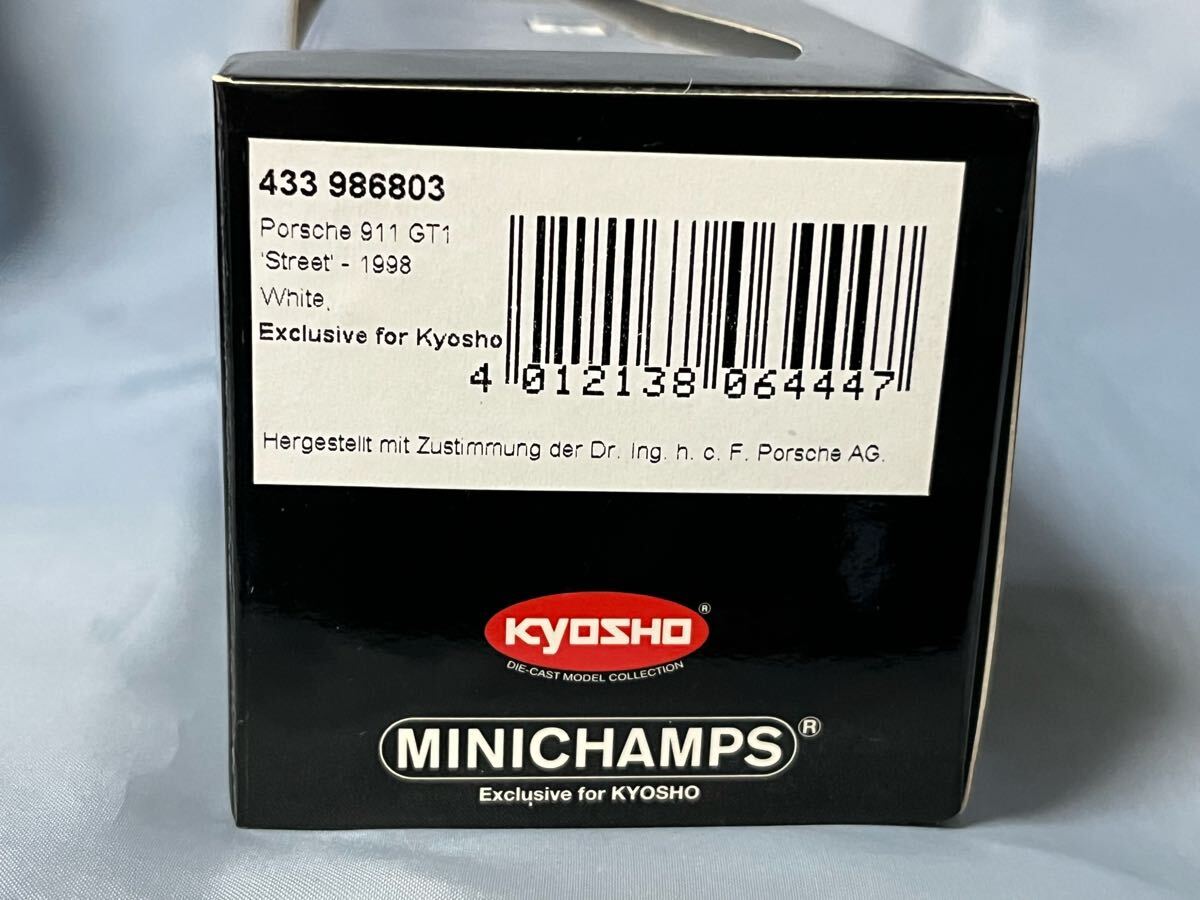 433 986803
Porsche 911 GT1
'Street' - 1998
White,
Exclusive for Kyosho
4 012138 064447
Hergestellt mit Zustimmung der Dr. Ing. h. c. F. Porsche AG.
KYOSHO ®
DIE-CAST MODEL COLLECTION
MINICHAMPS ®
Exclusive for KYOSHO